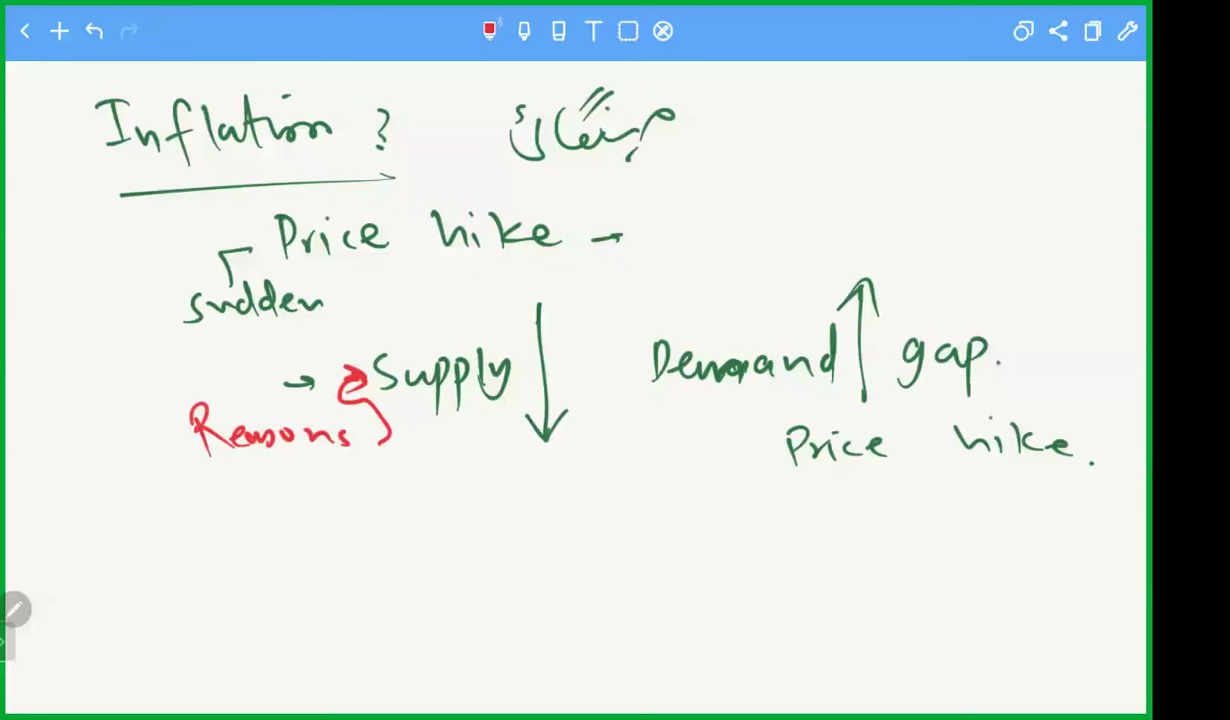 Inflation ? مہنگائی
Price hike →
sudden
→ Supply ↓ Demand ↑ gap.
Reasons
Price hike.